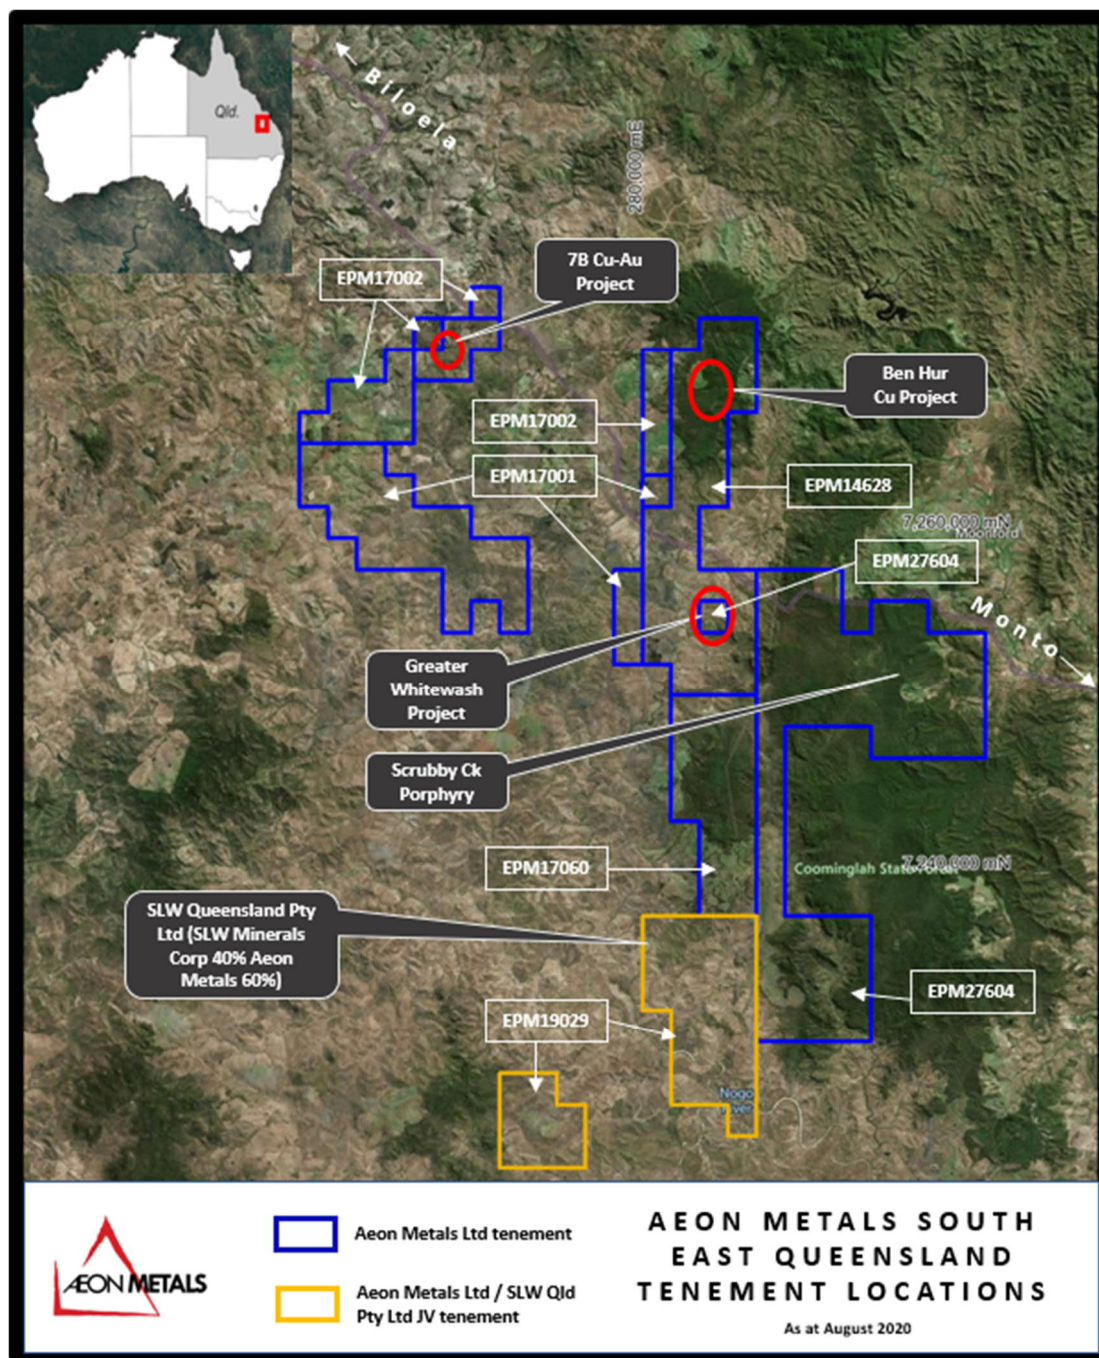 Qld.
Biloela
280,000 mE
EPM17002
7B Cu-Au
Project
Ben Hur
Cu Project
EPM17002
EPM17001
EPM14628
7,260,000 mN
Moonford
EPM27604
Monto
Greater
Whitewash
Project
Scrubby Ck
Porphyry
EPM17060
7,240,000 mN
Coominglah State Forest
SLW Queensland Pty
Ltd (SLW Minerals
Corp 40% Aeon
Metals 60%)
EPM27604
EPM19029
Nogo
River
AEON METALS
Aeon Metals Ltd tenement
Aeon Metals Ltd / SLW Qld
Pty Ltd JV tenement
AEON METALS SOUTH
EAST QUEENSLAND
TENEMENT LOCATIONS
As at August 2020